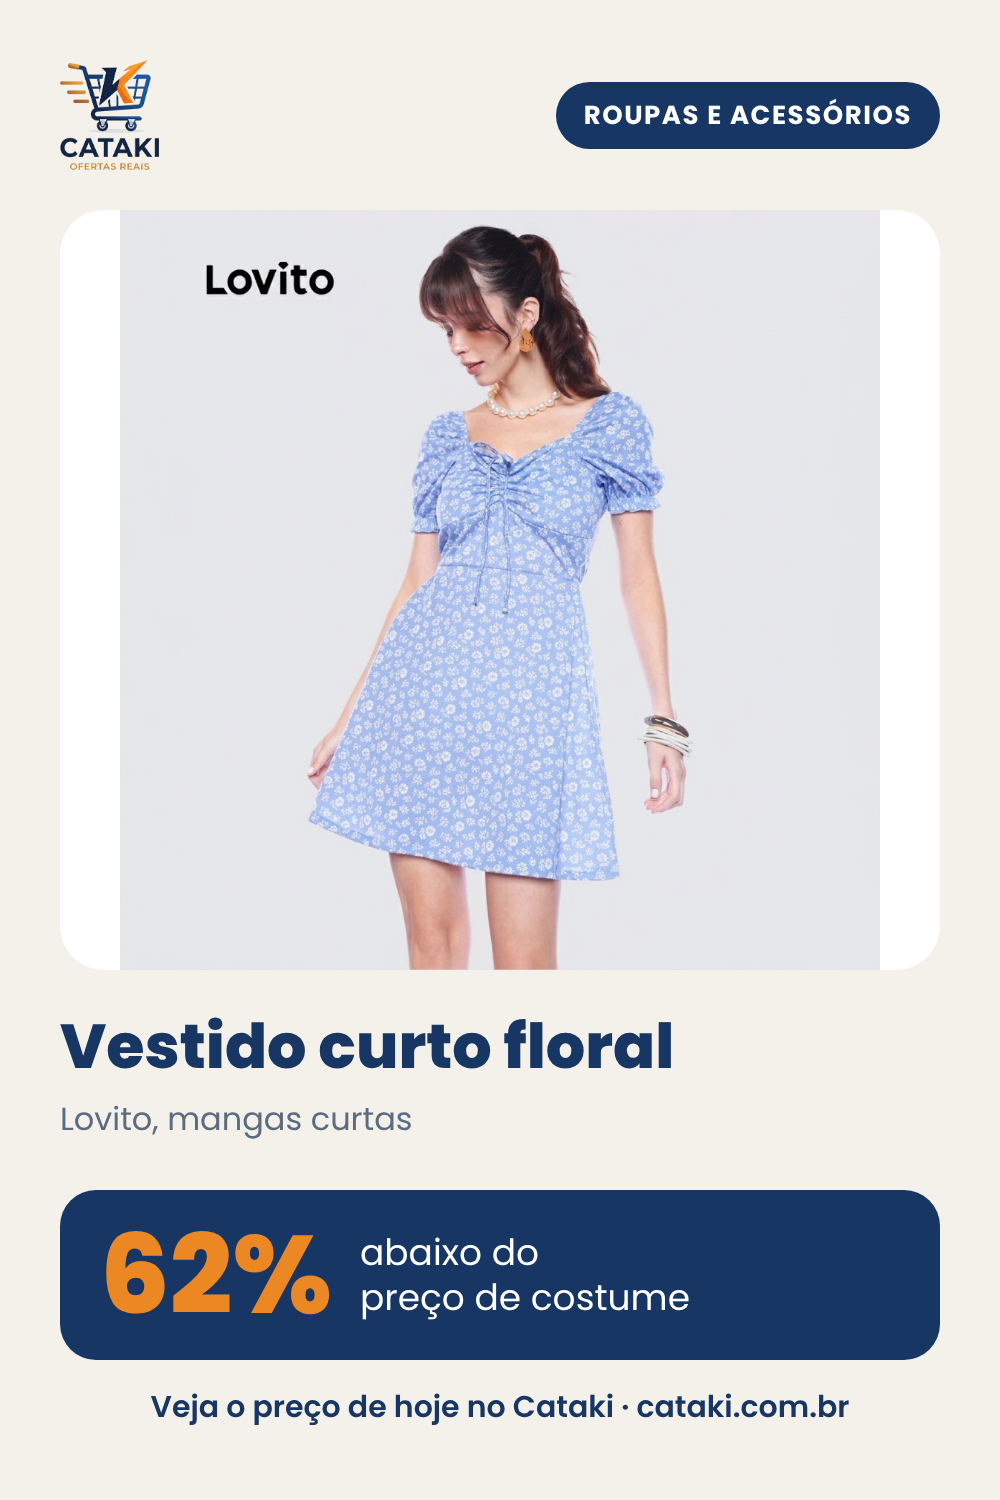 CATAKI
OFERTAS REAIS
ROUPAS E ACESSÓRIOS
Lovito
Vestido curto floral
Lovito, mangas curtas
62%
abaixo do
preço de costume
Veja o preço de hoje no Cataki · cataki.com.br